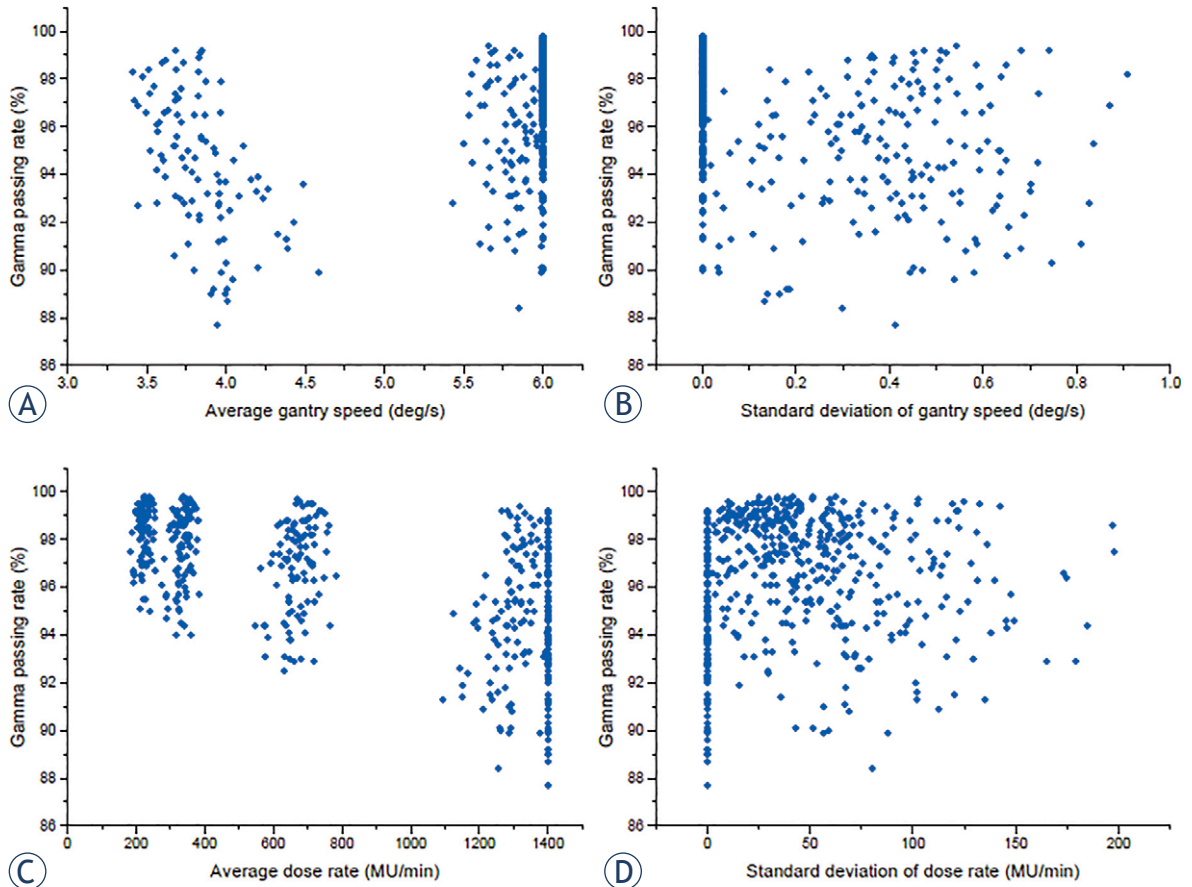 100
98
96
94
92
90
88
86
Gamma passing rate (%)
3.0 3.5 4.0 4.5 5.0 5.5 6.0
Average gantry speed (deg/s)
A
100
98
96
94
92
90
88
86
Gamma passing rate (%)
0.0 0.2 0.4 0.6 0.8 1.0
Standard deviation of gantry speed (deg/s)
B
100
98
96
94
92
90
88
86
Gamma passing rate (%)
0 200 400 600 800 1000 1200 1400
Average dose rate (MU/min)
C
100
98
96
94
92
90
88
86
Gamma passing rate (%)
0 50 100 150 200
Standard deviation of dose rate (MU/min)
D